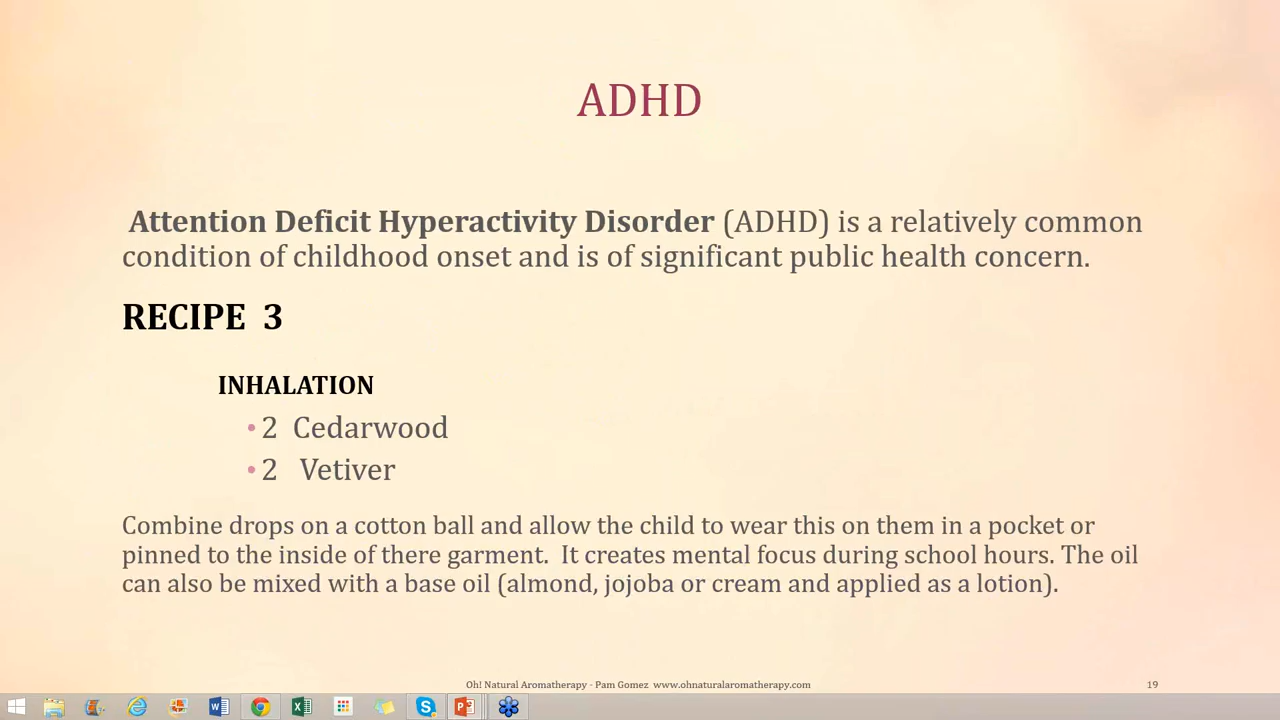 ADHD
Attention Deficit Hyperactivity Disorder (ADHD) is a relatively common
condition of childhood onset and is of significant public health concern.
RECIPE 3
INHALATION
• 2 Cedarwood
• 2 Vetiver
Combine drops on a cotton ball and allow the child to wear this on them in a pocket or
pinned to the inside of there garment. It creates mental focus during school hours. The oil
can also be mixed with a base oil (almond, jojoba or cream and applied as a lotion).
Oh! Natural Aromatherapy - Pam Gomez www.ohnaturalaromatherapy.com 19